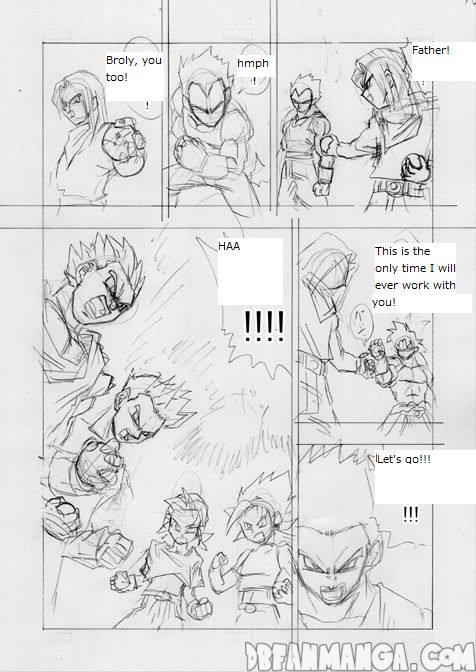 Father!
!
hmph
!
Broly, you
too!
!
This is the
only time I will
ever work with
you!
Let's go!!!
!!!
HAA
!!!!
DBFANMANGA.COM